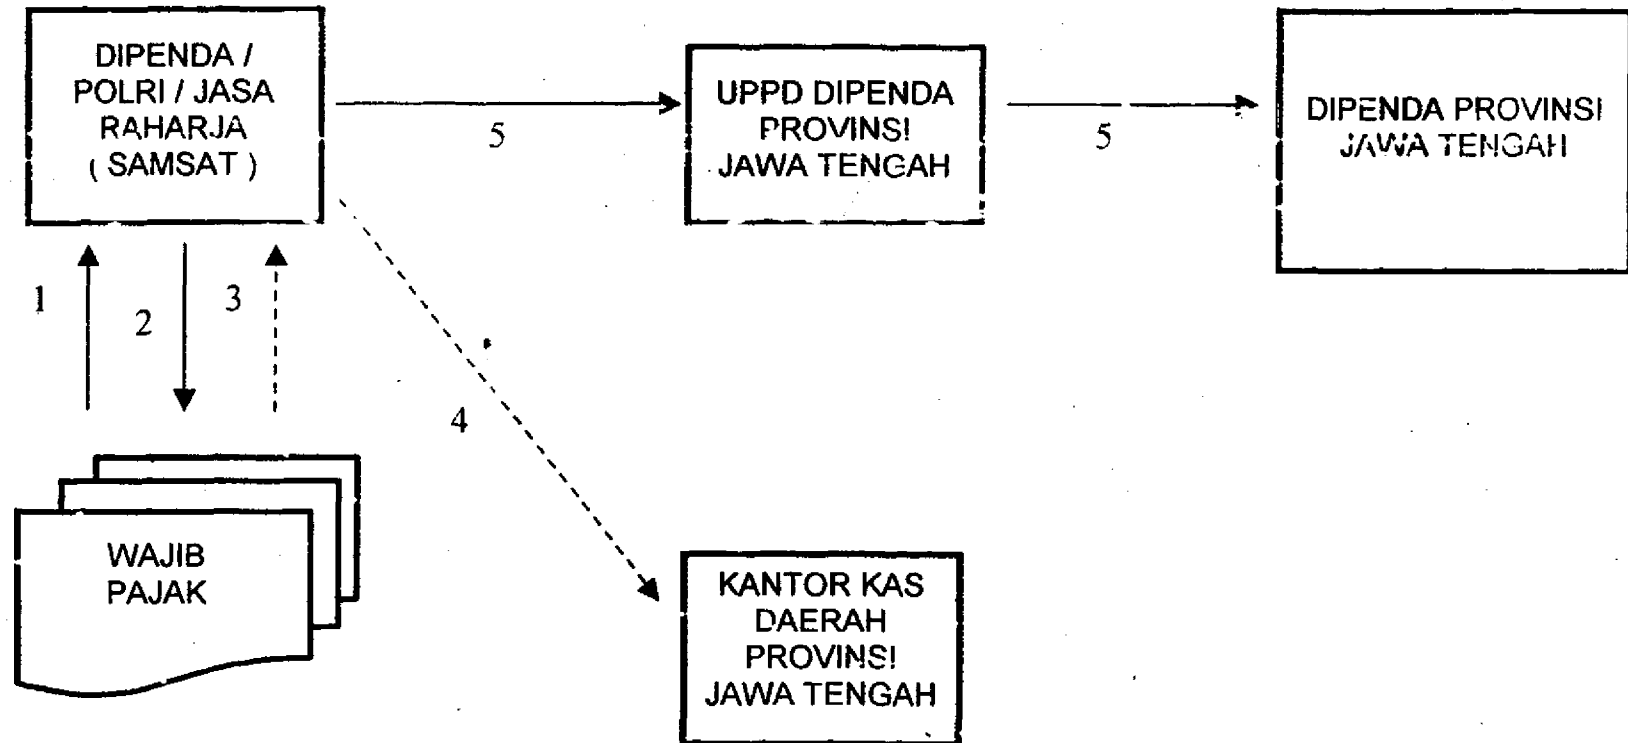 DIPENDA /
POLRI / JASA
RAHARJA
( SAMSAT )
5
UPPD DIPENDA
PROVINSI
JAWA TENGAH
5
DIPENDA PROVINSI
JAWA TENGAH
1
2
3
4
WAJIB
PAJAK
KANTOR KAS
DAERAH
PROVINSI
JAWA TENGAH